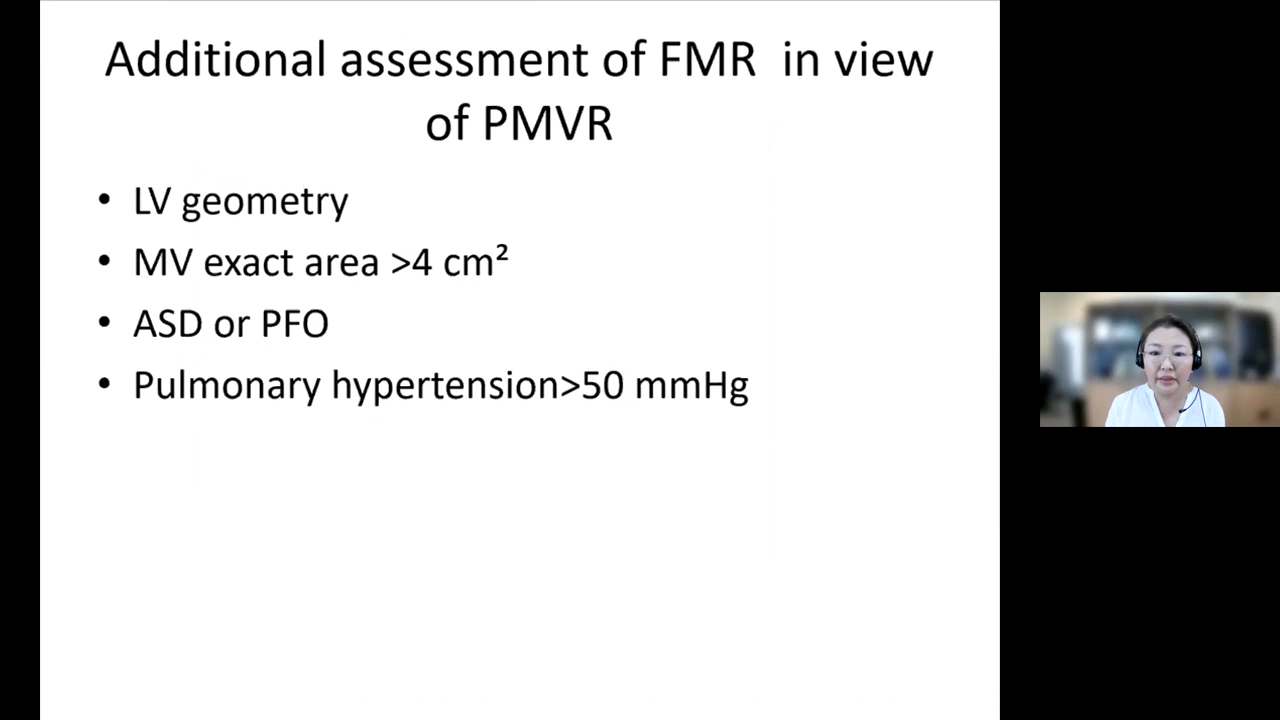 Additional assessment of FMR in view
of PMVR
• LV geometry
• MV exact area >4 cm²
• ASD or PFO
• Pulmonary hypertension>50 mmHg